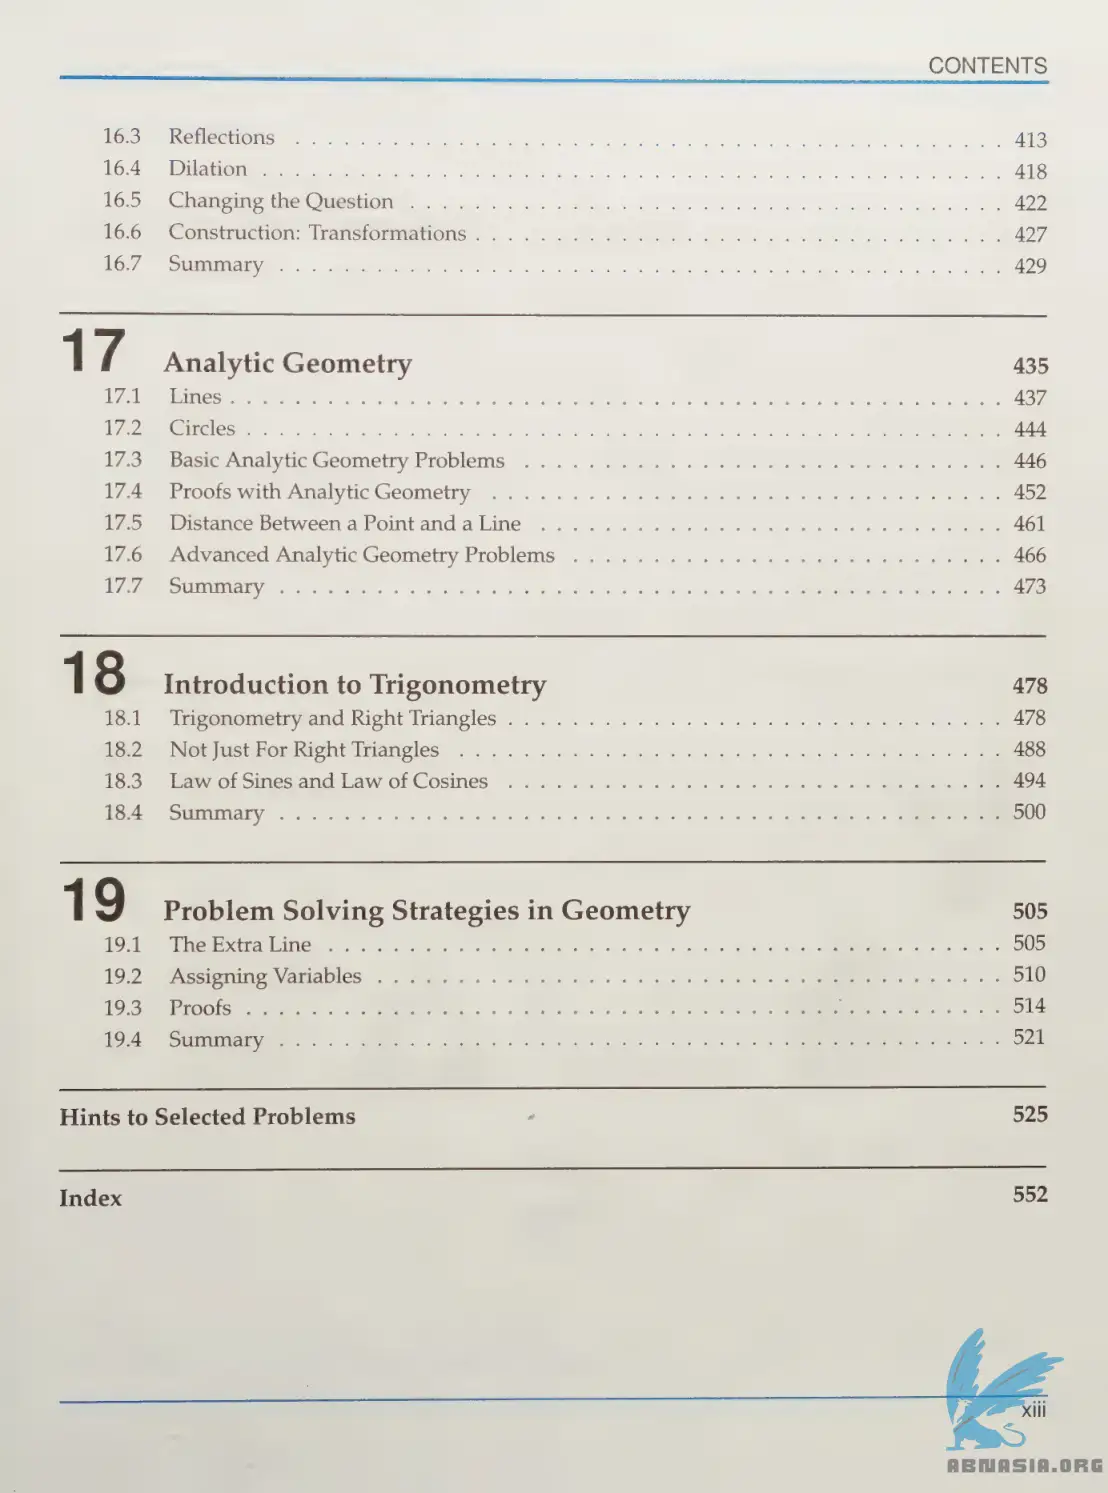 CONTENTS
16.3 Reflections . . . . . . . . . . . . . . . . . . . . 413
16.4 Dilation . . . . . . . . . . . . . . . . . . . . 418
16.5 Changing the Question . . . . . . . . . . . . . . . . . . . . 422
16.6 Construction: Transformations . . . . . . . . . . . . . . . . . . . . 427
16.7 Summary . . . . . . . . . . . . . . . . . . . . 429
17 Analytic Geometry 435
17.1 Lines . . . . . . . . . . . . . . . . . . . . 437
17.2 Circles . . . . . . . . . . . . . . . . . . . . 444
17.3 Basic Analytic Geometry Problems . . . . . . . . . . . . . . . . . . . . 446
17.4 Proofs with Analytic Geometry . . . . . . . . . . . . . . . . . . . . 452
17.5 Distance Between a Point and a Line . . . . . . . . . . . . . . . . . . . . 461
17.6 Advanced Analytic Geometry Problems . . . . . . . . . . . . . . . . . . . . 466
17.7 Summary . . . . . . . . . . . . . . . . . . . . 473
18 Introduction to Trigonometry 478
18.1 Trigonometry and Right Triangles . . . . . . . . . . . . . . . . . . . . 478
18.2 Not Just For Right Triangles . . . . . . . . . . . . . . . . . . . . 488
18.3 Law of Sines and Law of Cosines . . . . . . . . . . . . . . . . . . . . 494
18.4 Summary . . . . . . . . . . . . . . . . . . . . 500
19 Problem Solving Strategies in Geometry 505
19.1 The Extra Line . . . . . . . . . . . . . . . . . . . . 505
19.2 Assigning Variables . . . . . . . . . . . . . . . . . . . . 510
19.3 Proofs . . . . . . . . . . . . . . . . . . . . 514
19.4 Summary . . . . . . . . . . . . . . . . . . . . 521
Hints to Selected Problems 525
Index 552
xiii
ABNASIA.ORG